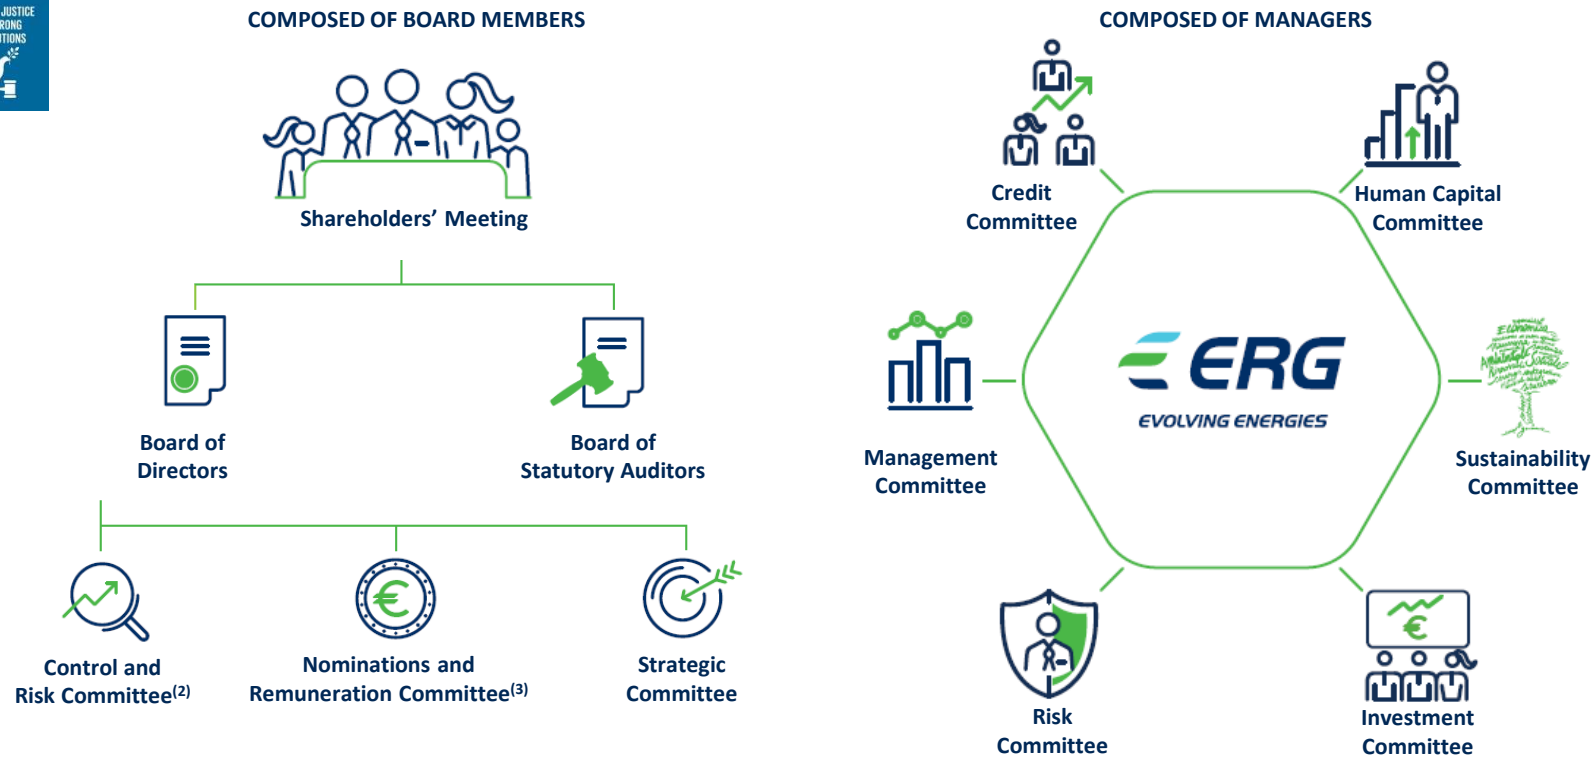 JUSTICE
COMPOSED OF BOARD MEMBERS
COMPOSED OF MANAGERS
Shareholders' Meeting
Board of
Directors
Board of
Statutory Auditors
Control and
Risk Committee(2)
Nominations and
Remuneration Committee(3)
Strategic
Committee
Credit
Committee
Human Capital
Committee
Management
Committee
ERG
EVOLVING ENERGIES
Sustainability
Committee
Risk
Committee
Investment
Committee